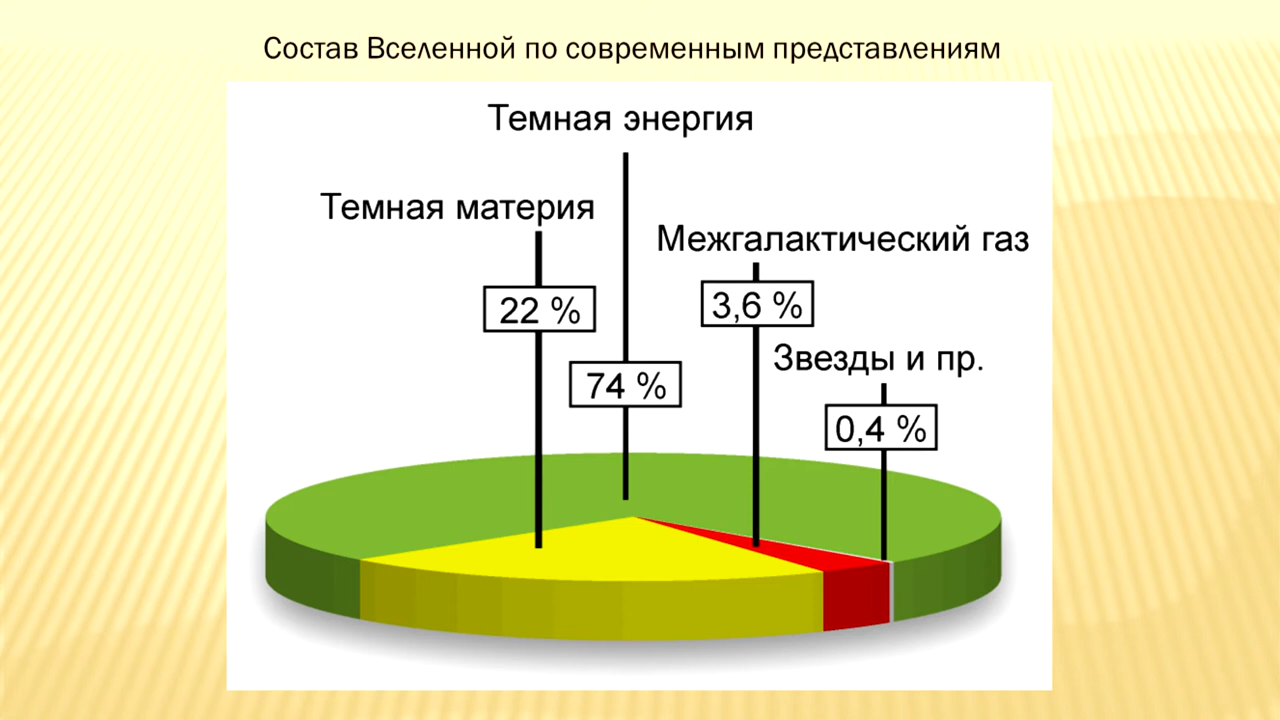 Состав Вселенной по современным представлениям
Темная энергия
Темная материя
Межгалактический газ
22 %
3,6 %
Звезды и пр.
74 %
0,4 %